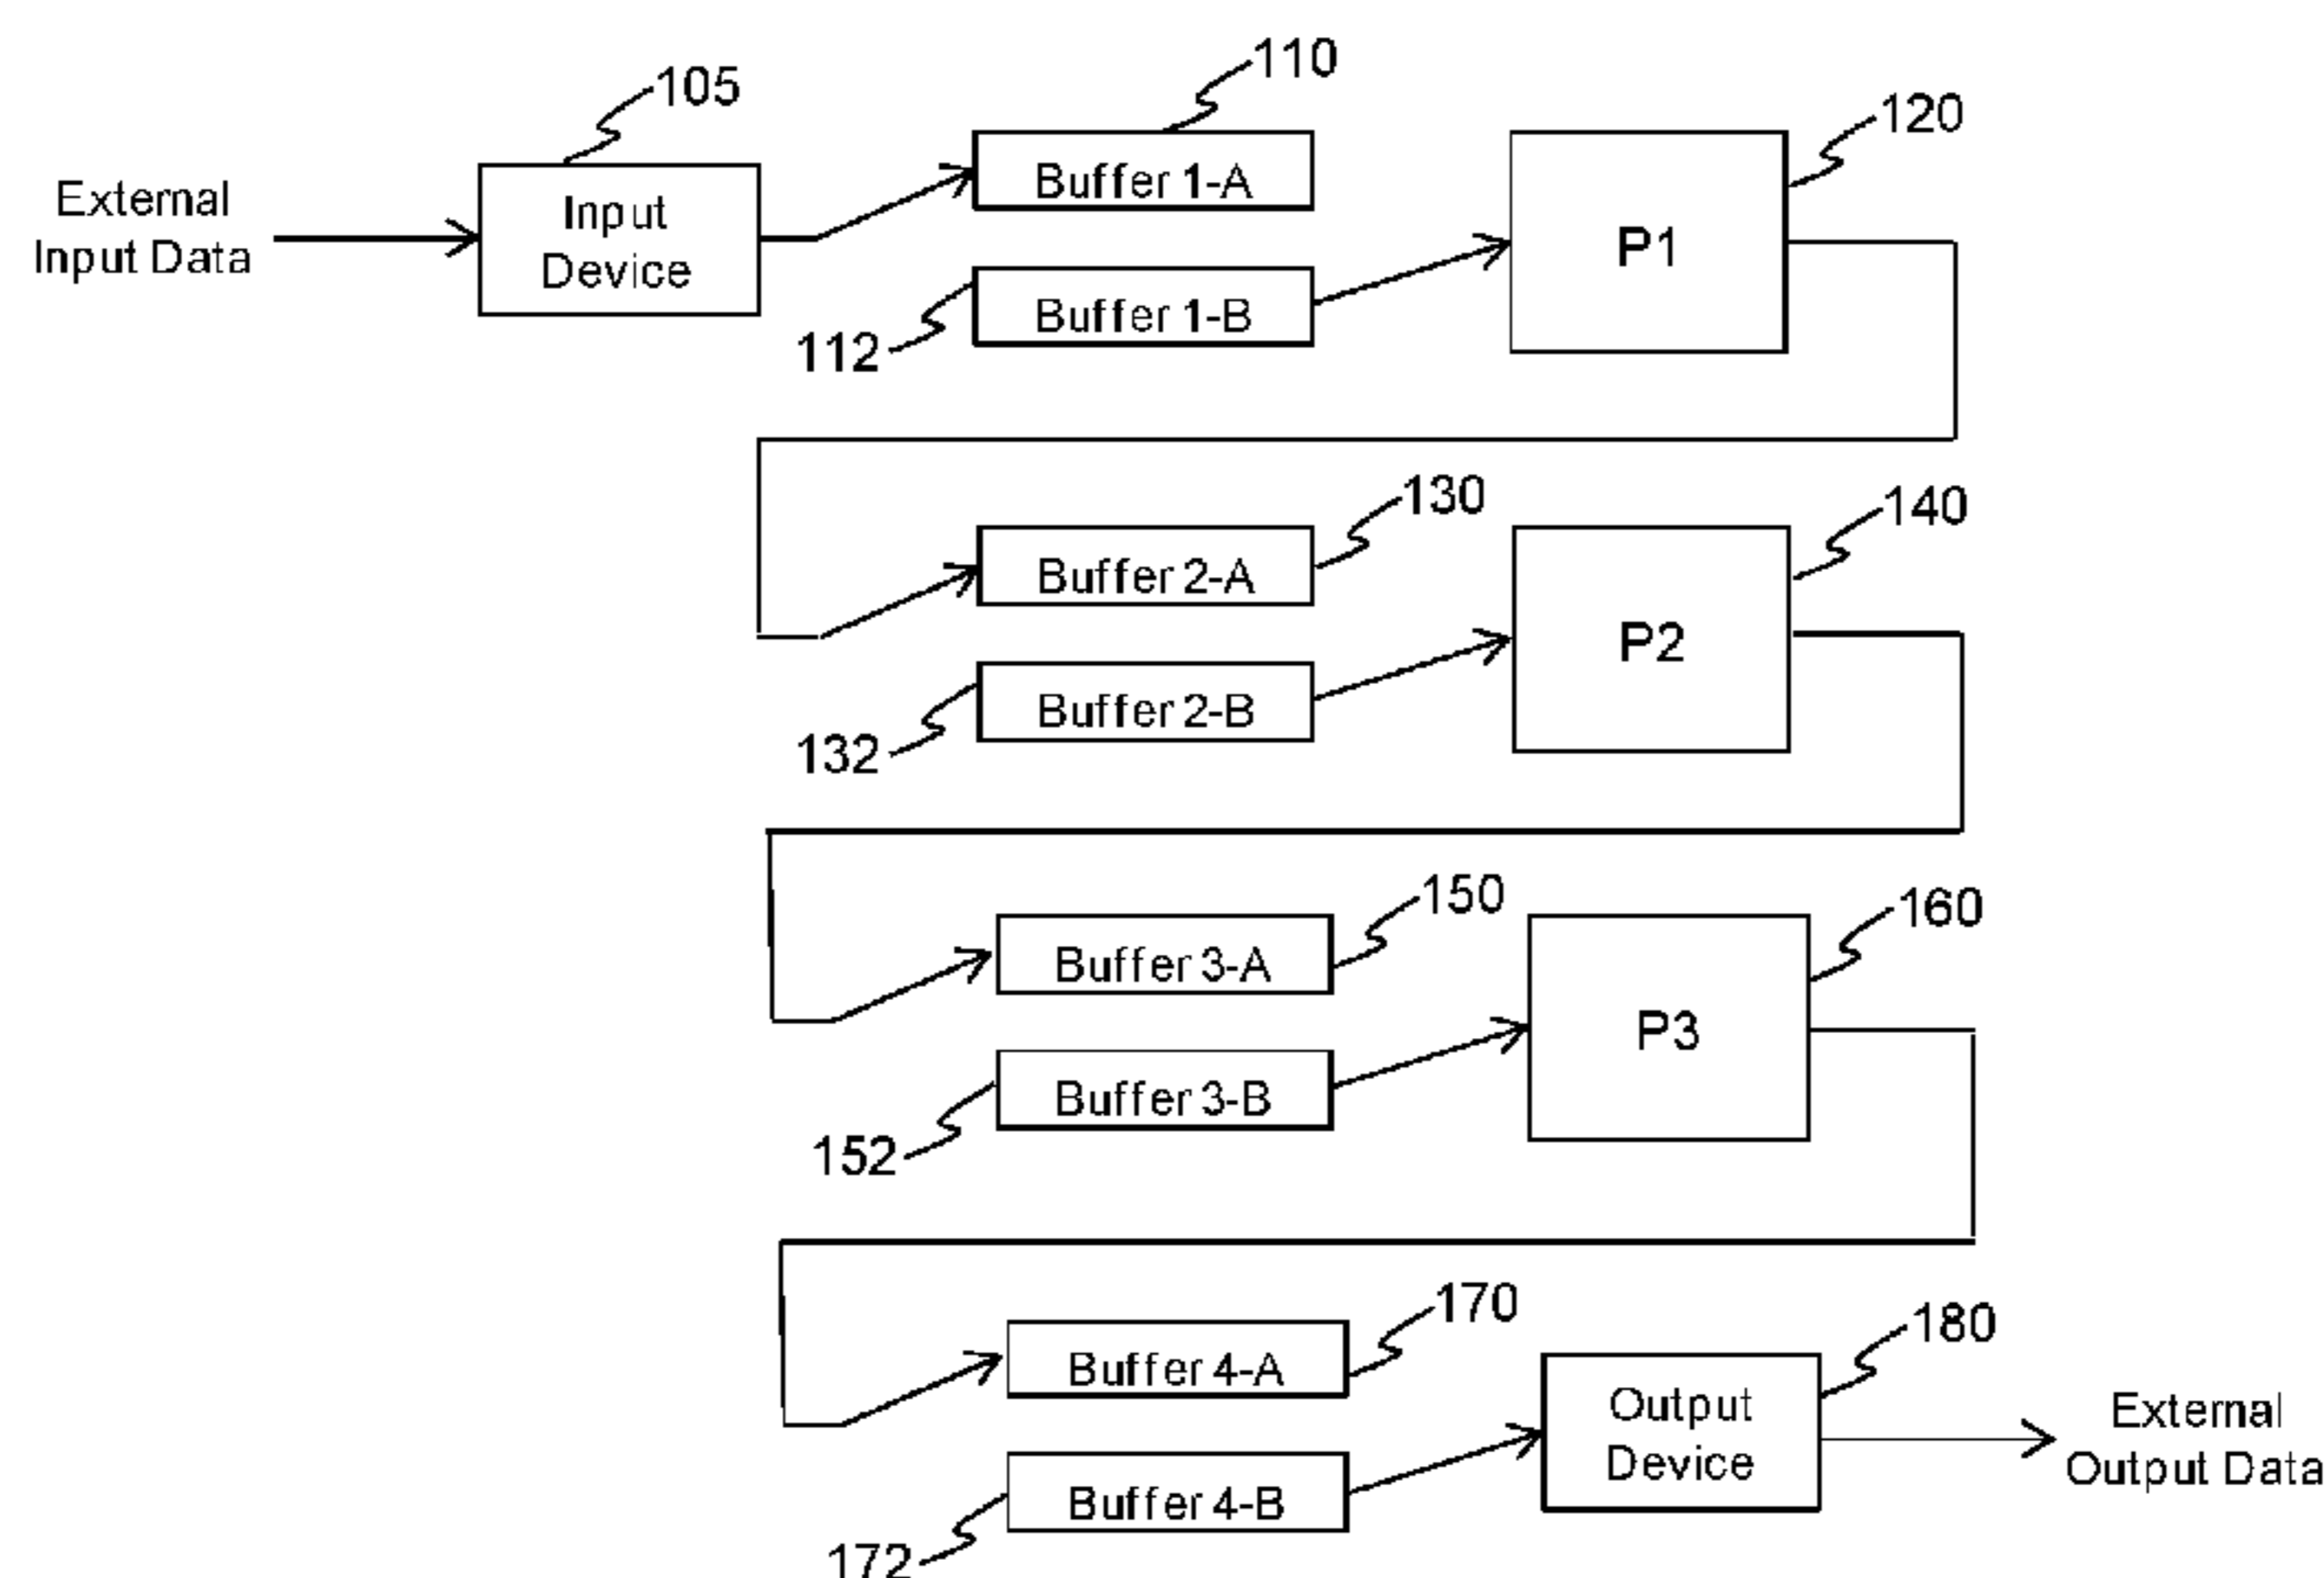 110
105
120
External
Input Data
Input
Device
Buffer 1-A
P1
Buffer 1-B
112
130
140
Buffer 2-A
P2
Buffer 2-B
132
150
160
Buffer 3-A
P3
Buffer 3-B
152
170
180
Buffer 4-A
Output
Device
External
Output Data
Buffer 4-B
172